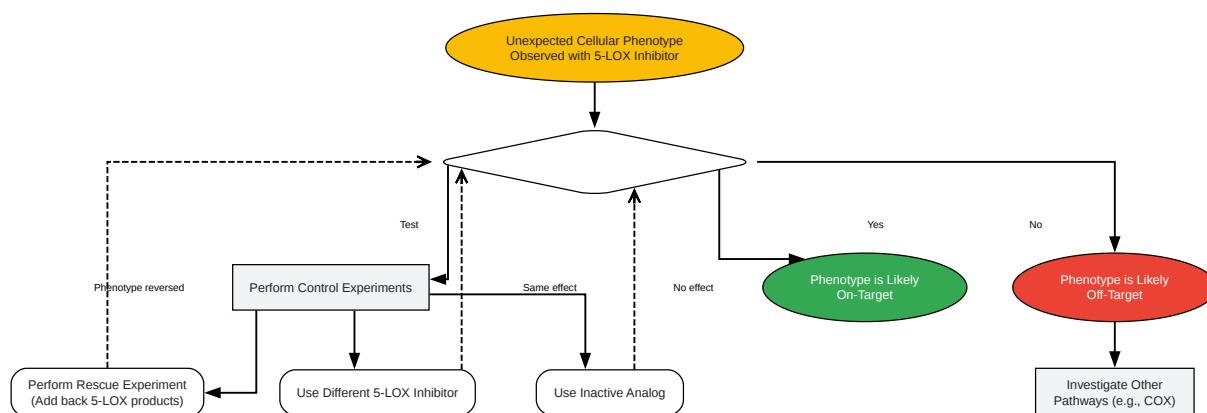 Unexpected Cellular Phenotype
Observed with 5-LOX Inhibitor
Test
Yes
No
Phenotype reversed
Perform Control Experiments
Same effect
No effect
Phenotype is Likely
On-Target
Phenotype is Likely
Off-Target
Perform Rescue Experiment
(Add back 5-LOX products)
Use Different 5-LOX Inhibitor
Use Inactive Analog
Investigate Other
Pathways (e.g., COX)